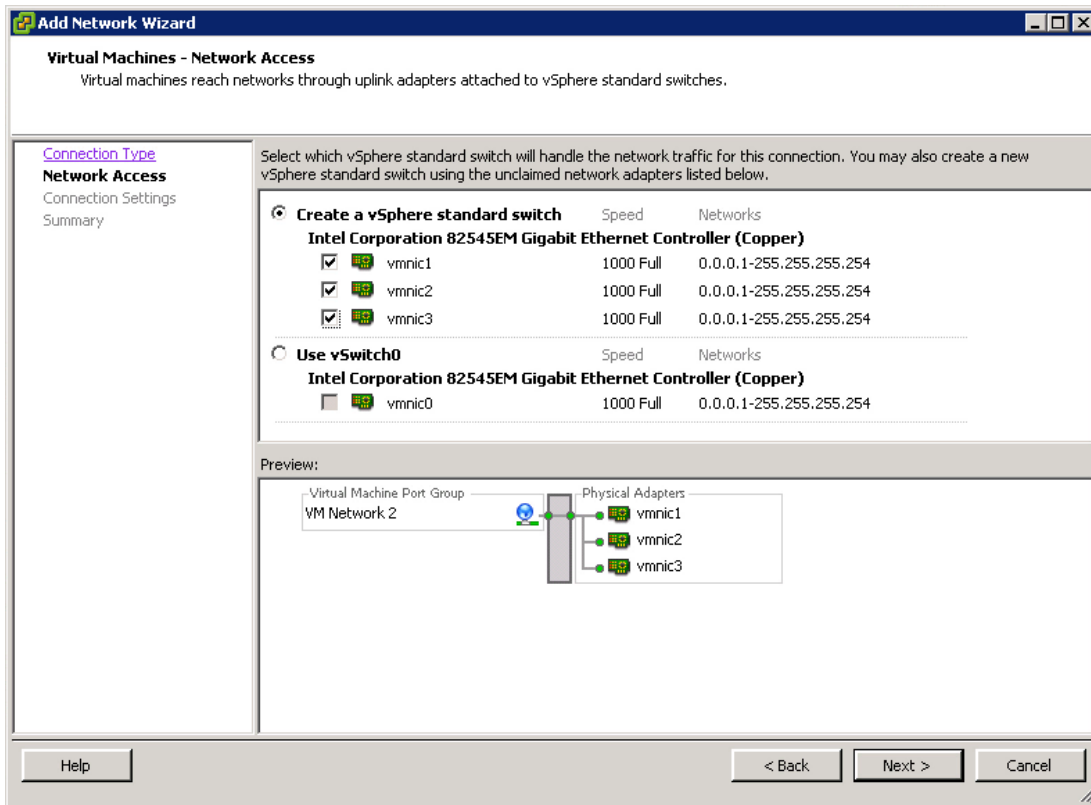 Add Network Wizard
Virtual Machines - Network Access
Virtual machines reach networks through uplink adapters attached to vSphere standard switches.
Connection Type
Network Access
Connection Settings
Summary
Select which vSphere standard switch will handle the network traffic for this connection. You may also create a new
vSphere standard switch using the unclaimed network adapters listed below.
Create a vSphere standard switch Speed Networks
Intel Corporation 82545EM Gigabit Ethernet Controller (Copper)
vmnic1 1000 Full 0.0.0.1-255.255.255.254
vmnic2 1000 Full 0.0.0.1-255.255.255.254
vmnic3 1000 Full 0.0.0.1-255.255.255.254
Use vSwitch0 Speed Networks
Intel Corporation 82545EM Gigabit Ethernet Controller (Copper)
vmnic0 1000 Full 0.0.0.1-255.255.255.254
Preview:
Virtual Machine Port Group Physical Adapters
VM Network 2 vmnic1
vmnic2
vmnic3
Help < Back Next > Cancel